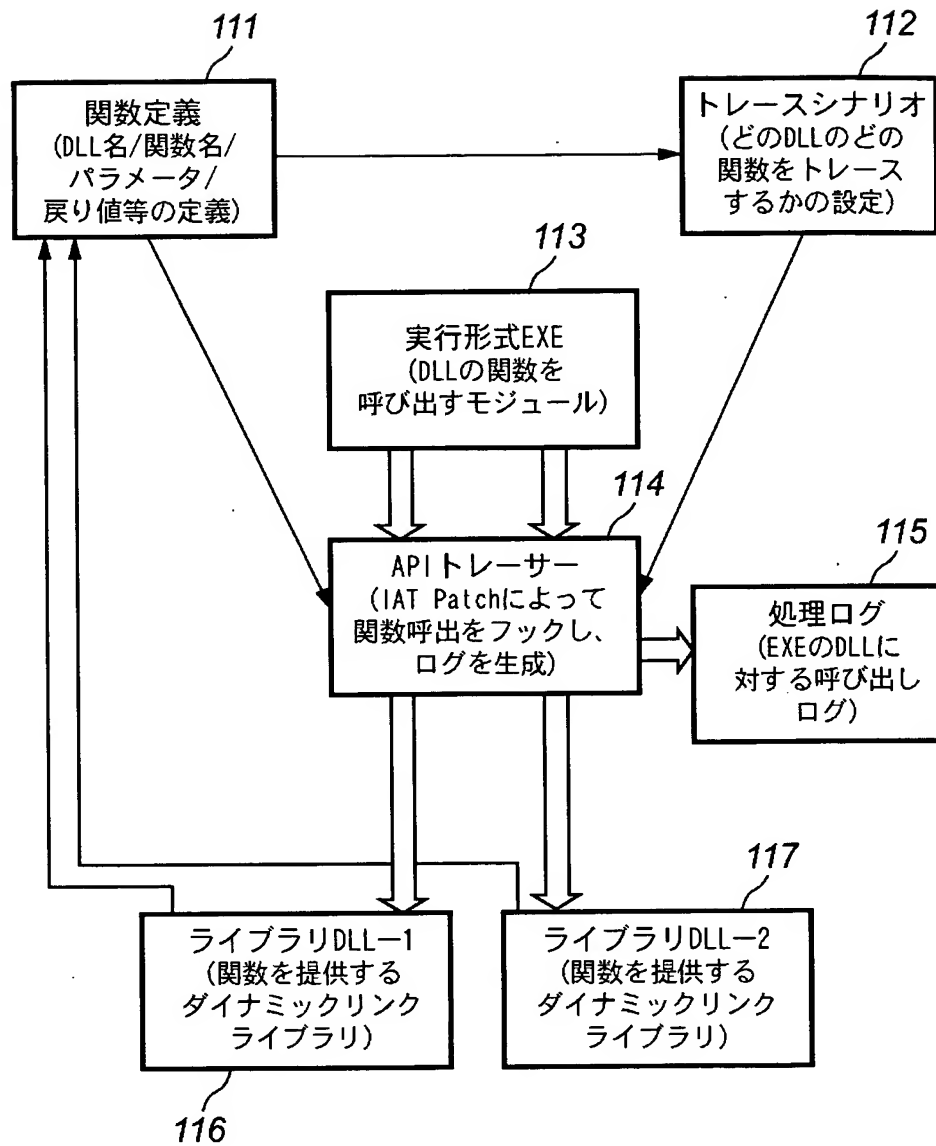 111
関数定義
(DLL名/関数名/
パラメータ/
戻り値等の定義)
112
トレースシナリオ
(どのDLLのどの
関数をトレース
するかの設定)
113
実行形式EXE
(DLLの関数を
呼び出すモジュール)
114
APIトレーサー
(IAT Patchによって
関数呼出をフックし、
ログを生成)
115
処理ログ
(EXEのDLLに
対する呼び出し
ログ)
ライブラリDLL－1
(関数を提供する
ダイナミックリンク
ライブラリ)
116
117
ライブラリDLL－2
(関数を提供する
ダイナミックリンク
ライブラリ)